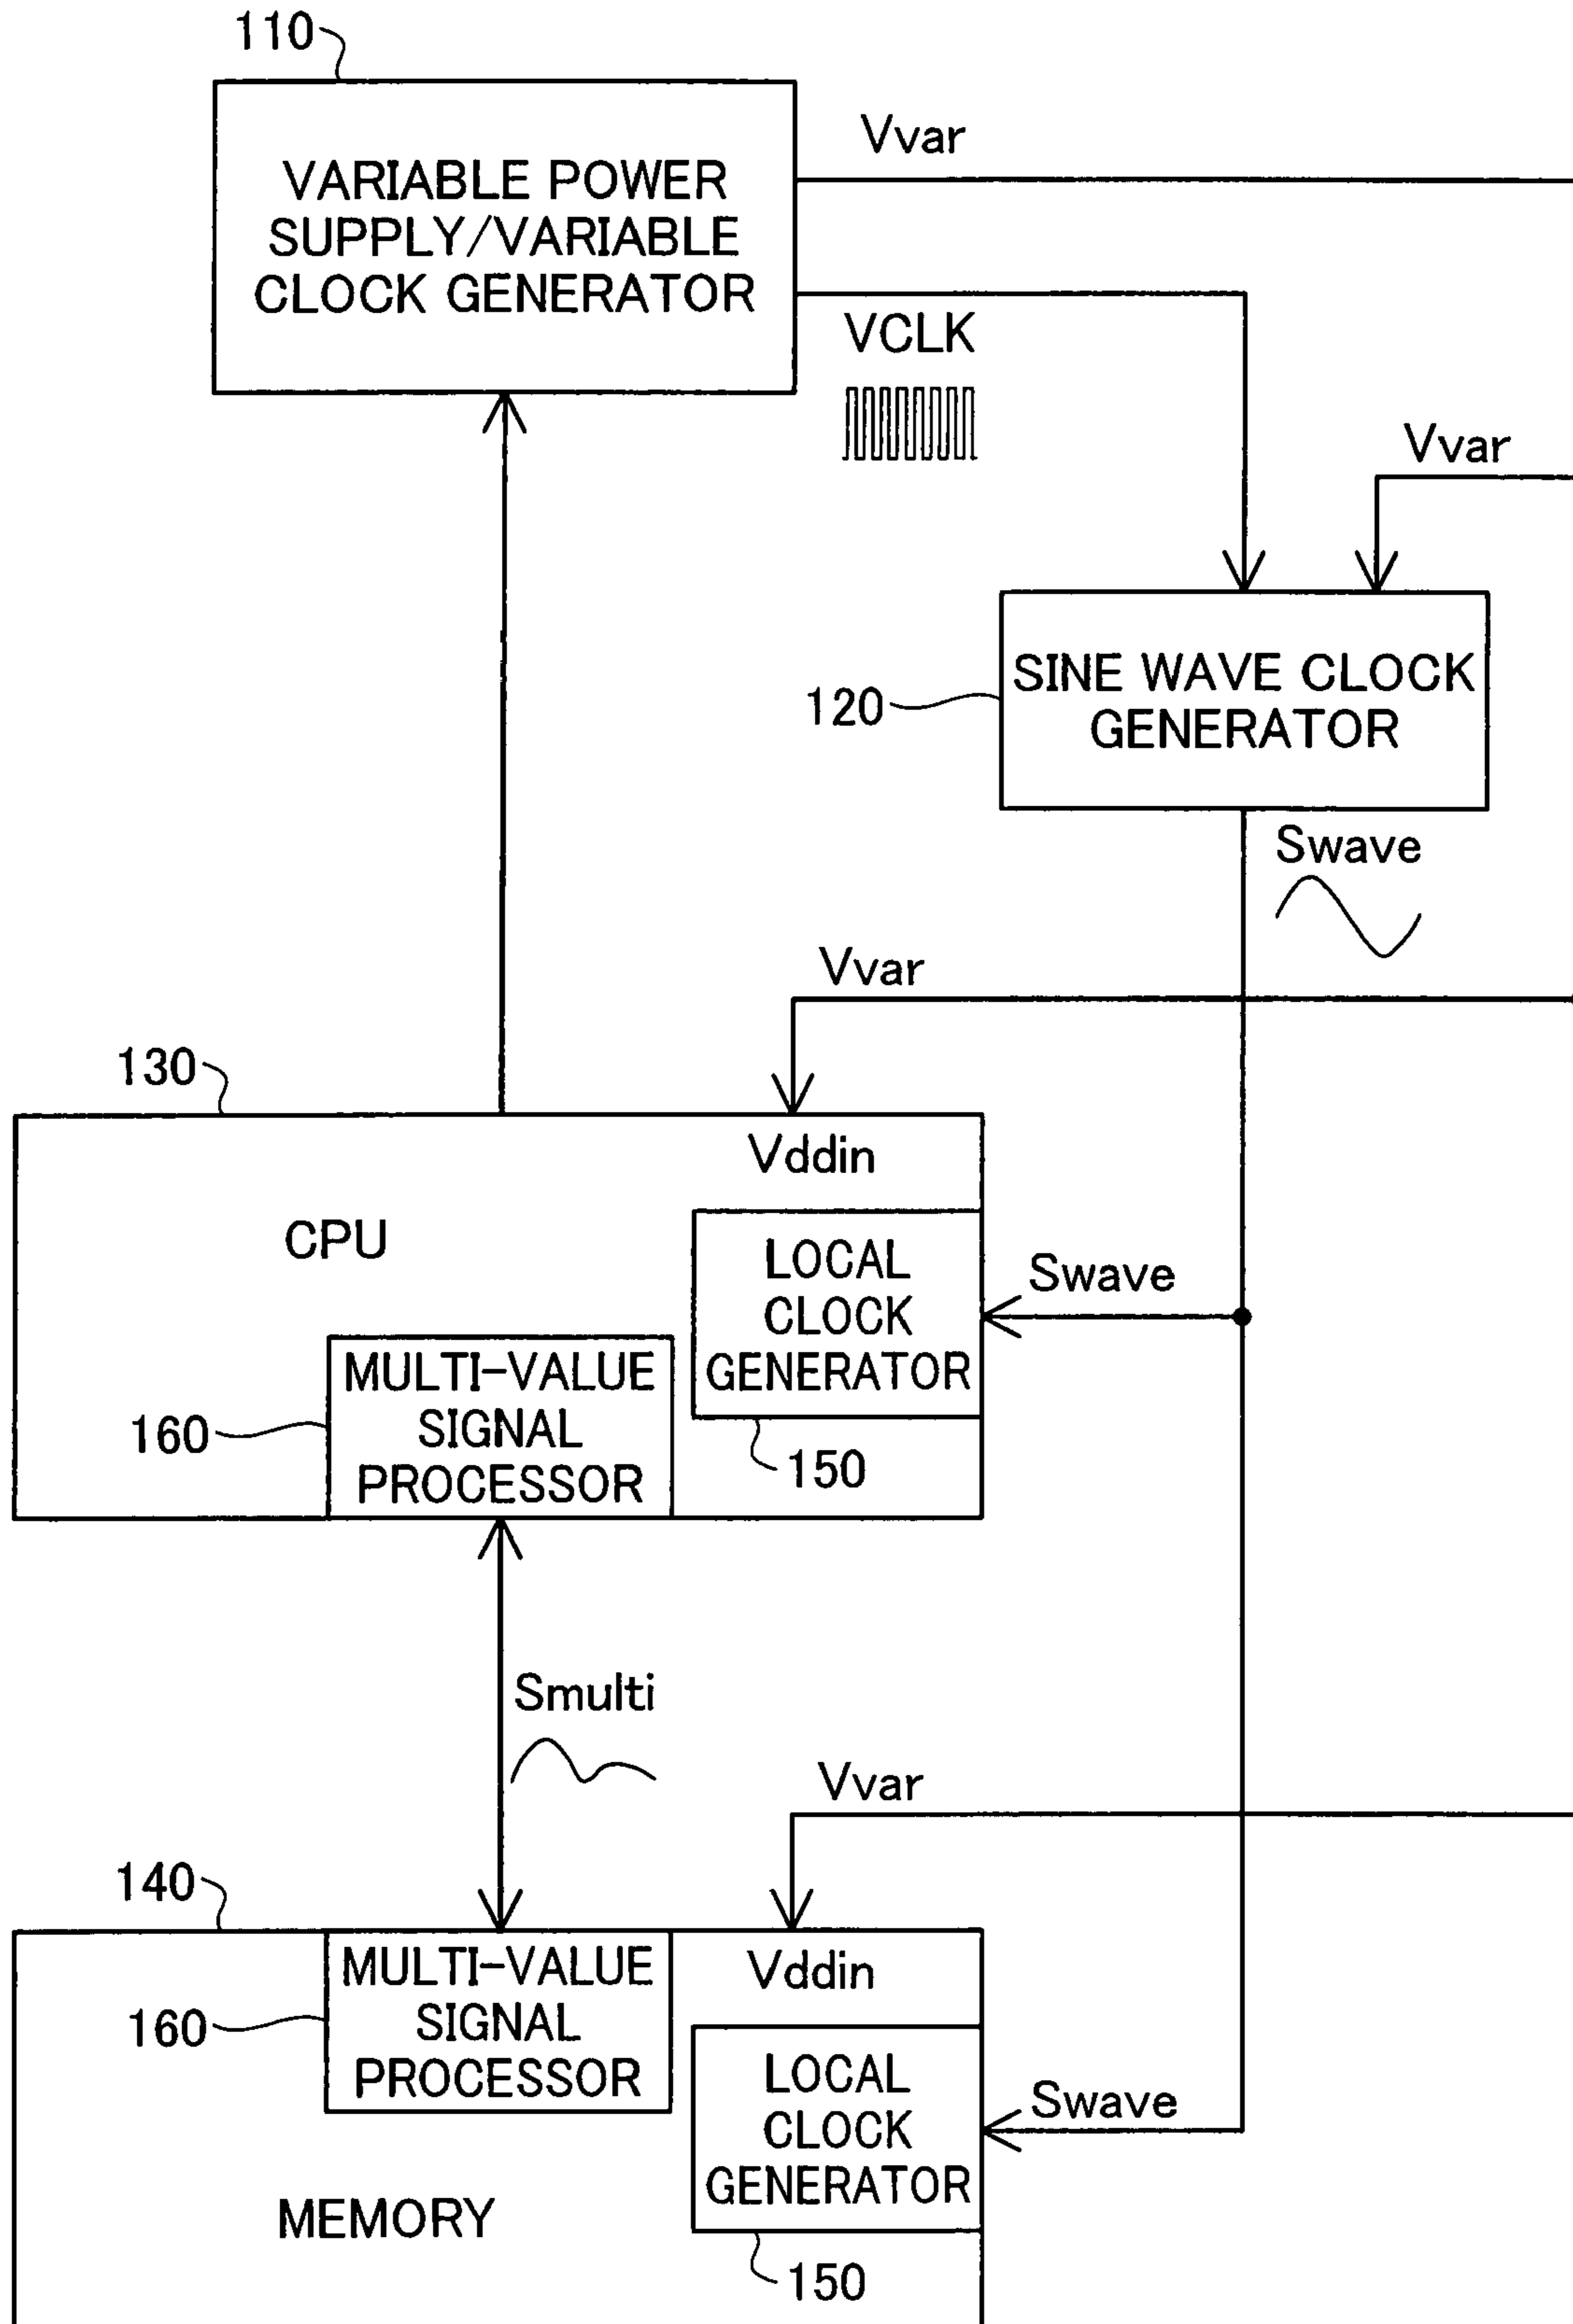 110
VARIABLE POWER
SUPPLY/VARIABLE
CLOCK GENERATOR
Vvar
VCLK
Vvar
120
SINE WAVE CLOCK
GENERATOR
Swave
Vvar
130
Vddin
CPU
LOCAL
CLOCK
GENERATOR
Swave
MULTI-VALUE
SIGNAL
PROCESSOR
160
150
Smulti
Vvar
140
MULTI-VALUE
SIGNAL
PROCESSOR
Vddin
160
LOCAL
CLOCK
GENERATOR
Swave
MEMORY
150